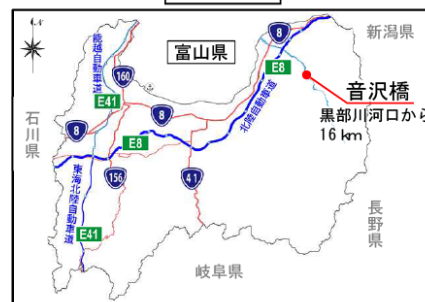 富山県
新潟県
石川県
長野県
岐阜県
能越自動車道
北陸自動車道
東海北陸自動車道
8
160
E41
8
8
E8
E8
156
41
E41
音沢橋
黒部川河口から
16km